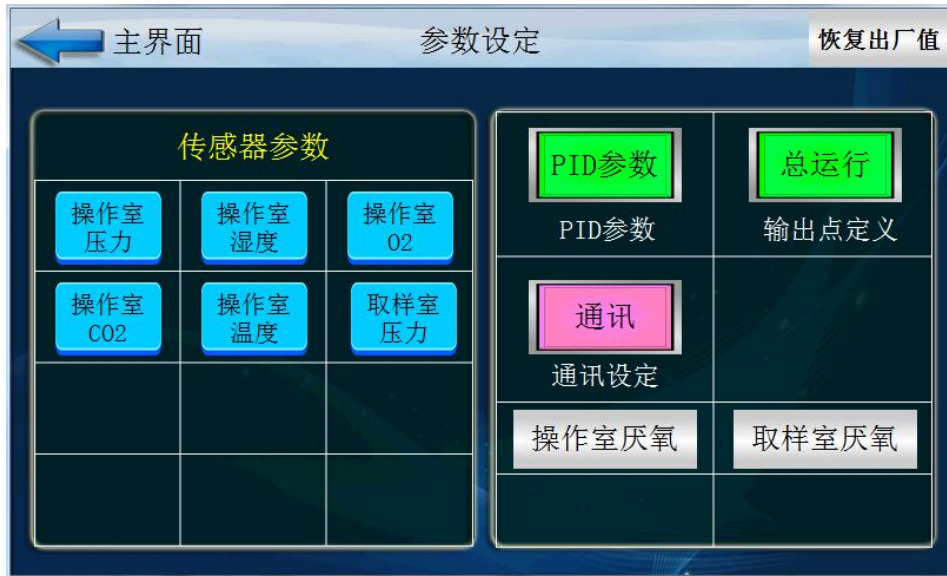 主界面
参数设定
恢复出厂值
传感器参数
操作室
压力
操作室
湿度
操作室
O2
操作室
CO2
操作室
温度
取样室
压力
PID参数
总运行
PID参数
输出点定义
通讯
通讯设定
操作室厌氧
取样室厌氧